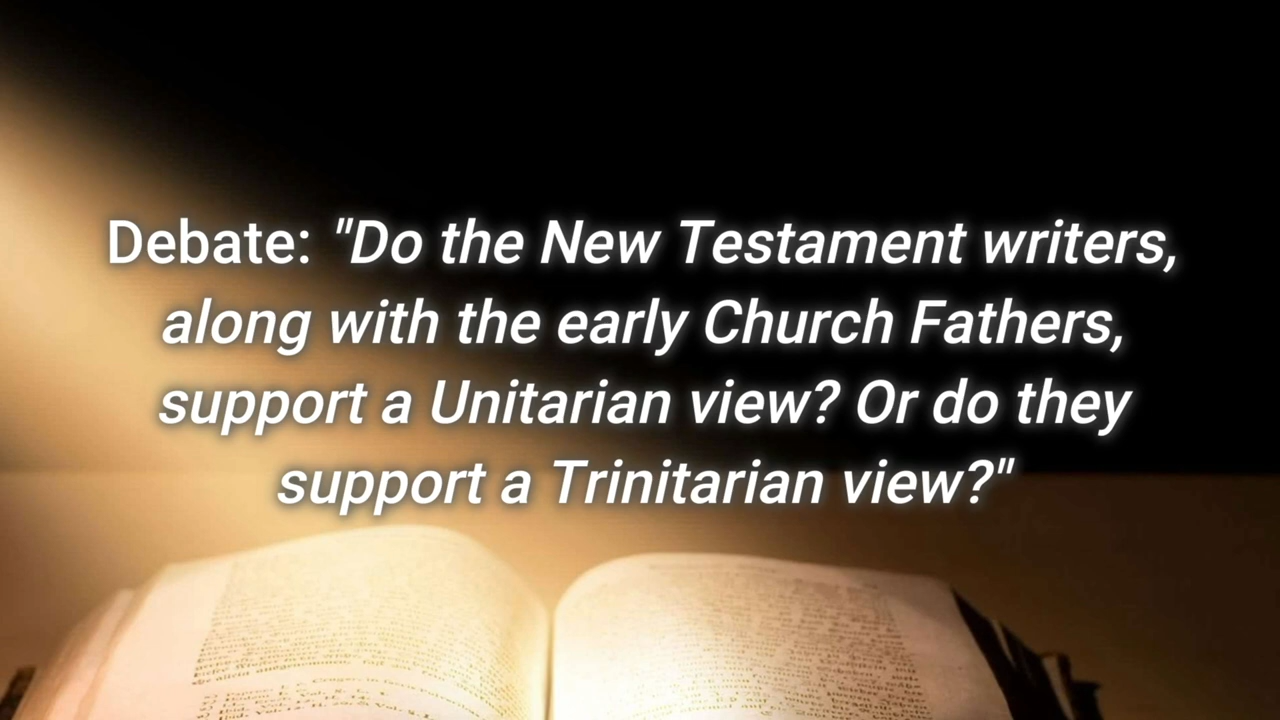 Debate: "Do the New Testament writers,
along with the early Church Fathers,
support a Unitarian view? Or do they
support a Trinitarian view?"